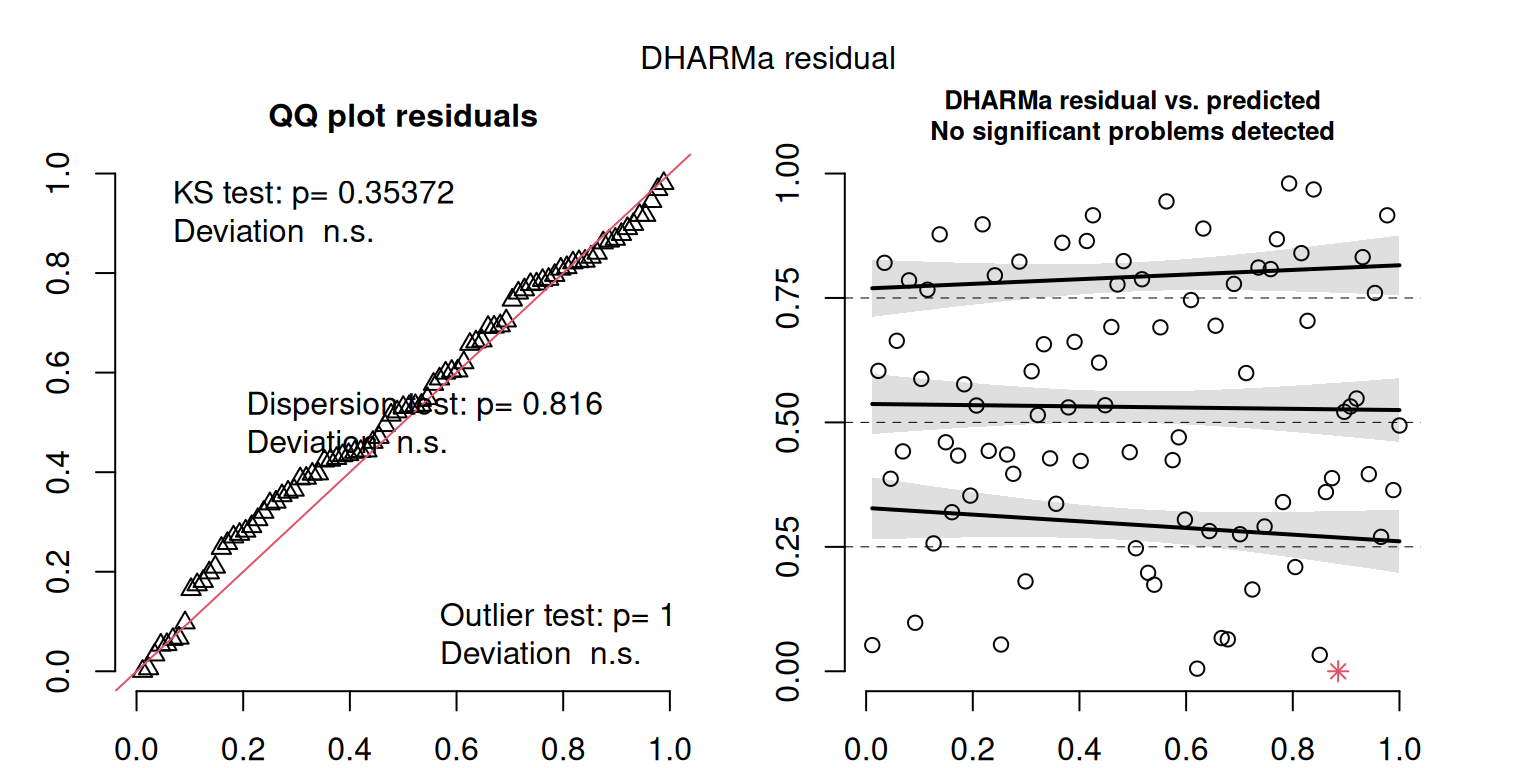 DHARMa residual
QQ plot residuals
KS test: p= 0.35372
Deviation  n.s.
Dispersion test: p= 0.816
Deviation  n.s.
Outlier test: p= 1
Deviation  n.s.
0.0
0.2
0.4
0.6
0.8
1.0
0.0 0.2 0.4 0.6 0.8 1.0
DHARMa residual vs. predicted
No significant problems detected
0.00
0.25
0.50
0.75
1.00
0.0 0.2 0.4 0.6 0.8 1.0